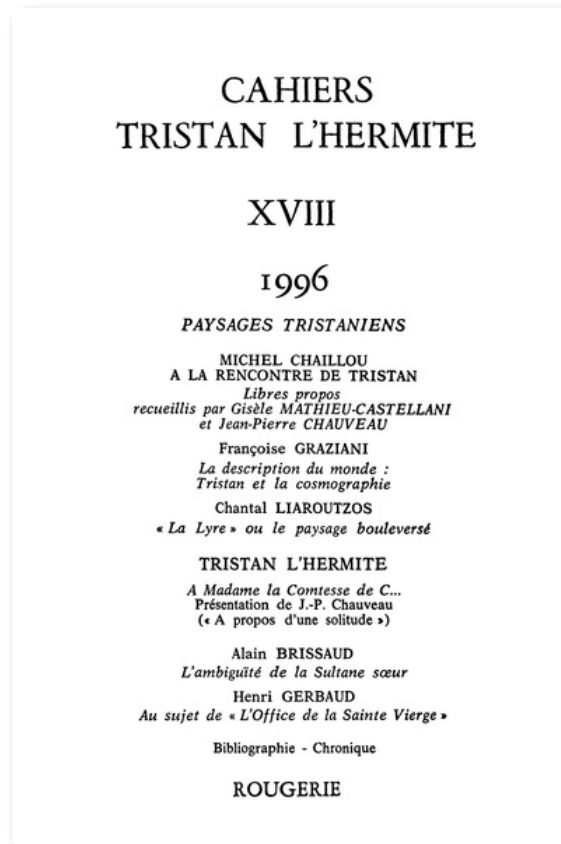 CAHIERS
TRISTAN L'HERMITE
XVIII
1996
PAYSAGES TRISTANIENS
MICHEL CHAILLOU
A LA RENCONTRE DE TRISTAN
Libres propos
recueillis par Gisèle MATHIEU-CASTELLANI
et Jean-Pierre CHAUVEAU
Françoise GRAZIANI
La description du monde :
Tristan et la cosmographie
Chantal LIAROUTZOS
« La Lyre » ou le paysage bouleversé
TRISTAN L'HERMITE
A Madame la Comtesse de C...
Présentation de J.-P. Chauveau
(« A propos d'une solitude »)
Alain BRISSAUD
L'ambiguïté de la Sultane sœur
Henri GERBAUD
Au sujet de « L'Office de la Sainte Vierge »
Bibliographie - Chronique
ROUGERIE